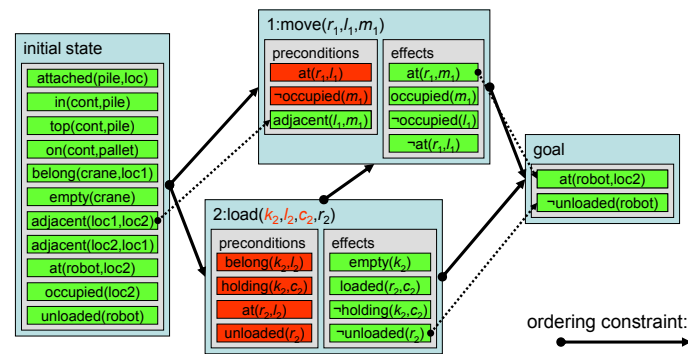 initial state
attached(pile,loc)
in(cont,pile)
top(cont,pile)
on(cont,pallet)
belong(crane,loc1)
empty(crane)
adjacent(loc1,loc2)
adjacent(loc2,loc1)
at(robot,loc2)
occupied(loc2)
unloaded(robot)
1:move(r₁,l₁,m₁)
preconditions
at(r₁,l₁)
¬occupied(m₁)
adjacent(l₁,m₁)
effects
at(r₁,m₁)
occupied(m₁)
¬occupied(l₁)
¬at(r₁,l₁)
2:load(k₂,l₂,c₂,r₂)
preconditions
belong(k₂,l₂)
holding(k₂,c₂)
at(r₂,l₂)
unloaded(r₂)
effects
empty(k₂)
loaded(r₂,c₂)
¬holding(k₂,c₂)
¬unloaded(r₂)
goal
at(robot,loc2)
¬unloaded(robot)
ordering constraint: